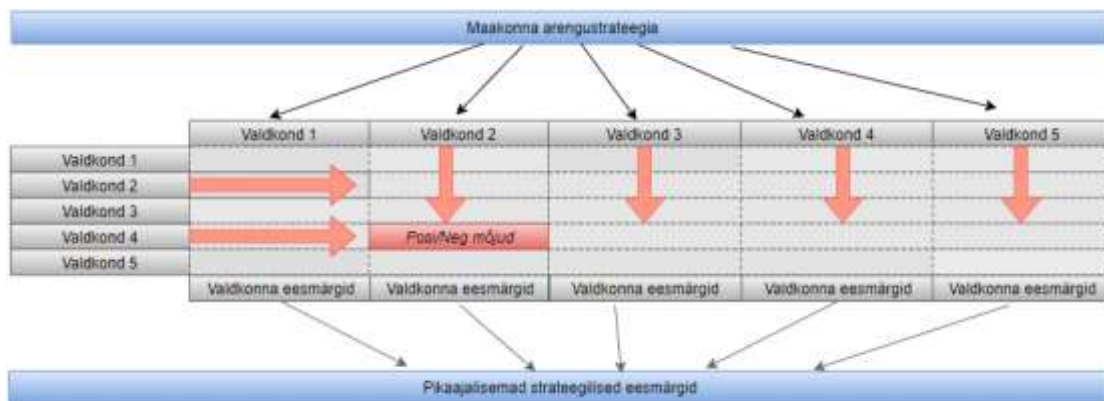 Maakonna arengustrateegia
Valdkond 1 Valdkond 2 Valdkond 3 Valdkond 4 Valdkond 5
Valdkond 1
Valdkond 2
Valdkond 3
Valdkond 4 Posi/Neg mõjud
Valdkond 5
Valdkonna eesmärgid Valdkonna eesmärgid Valdkonna eesmärgid Valdkonna eesmärgid Valdkonna eesmärgid
Pikaajalisemad strateegilised eesmärgid